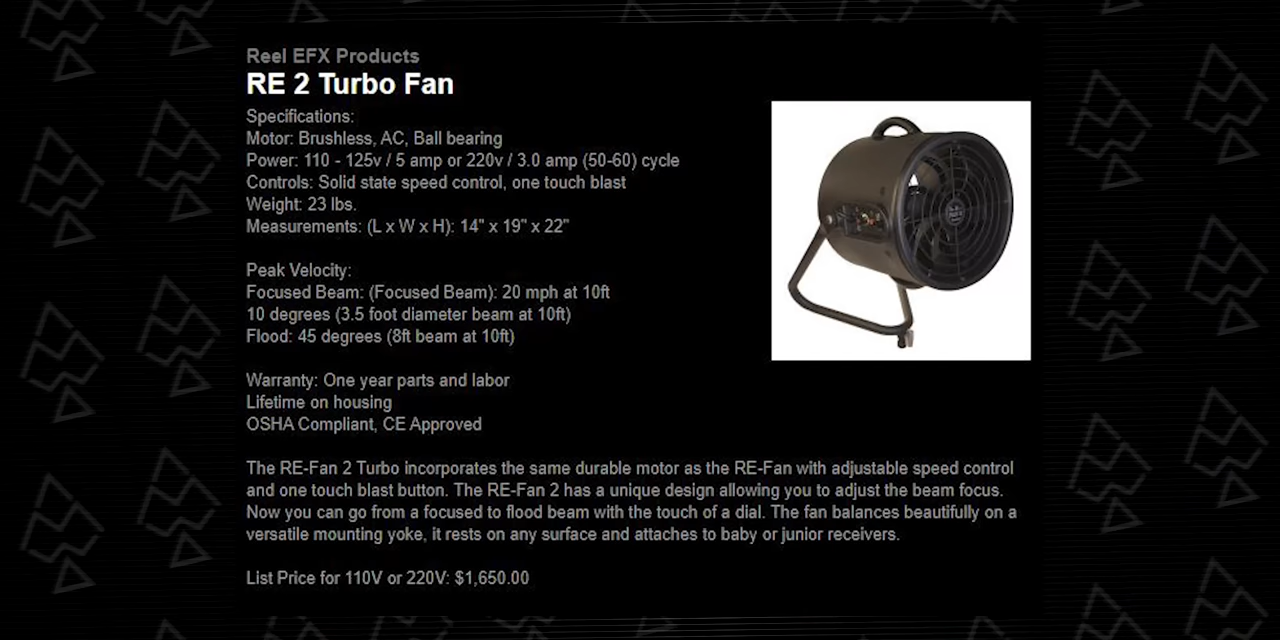 Reel EFX Products
RE 2 Turbo Fan
Specifications:
Motor: Brushless, AC, Ball bearing
Power: 110 - 125v / 5 amp or 220v / 3.0 amp (50-60) cycle
Controls: Solid state speed control, one touch blast
Weight: 23 lbs.
Measurements: (L x W x H): 14" x 19" x 22"
Peak Velocity:
Focused Beam: (Focused Beam): 20 mph at 10ft
10 degrees (3.5 foot diameter beam at 10ft)
Flood: 45 degrees (8ft beam at 10ft)
Warranty: One year parts and labor
Lifetime on housing
OSHA Compliant, CE Approved
The RE-Fan 2 Turbo incorporates the same durable motor as the RE-Fan with adjustable speed control
and one touch blast button. The RE-Fan 2 has a unique design allowing you to adjust the beam focus.
Now you can go from a focused to flood beam with the touch of a dial. The fan balances beautifully on a
versatile mounting yoke, it rests on any surface and attaches to baby or junior receivers.
List Price for 110V or 220V: $1,650.00